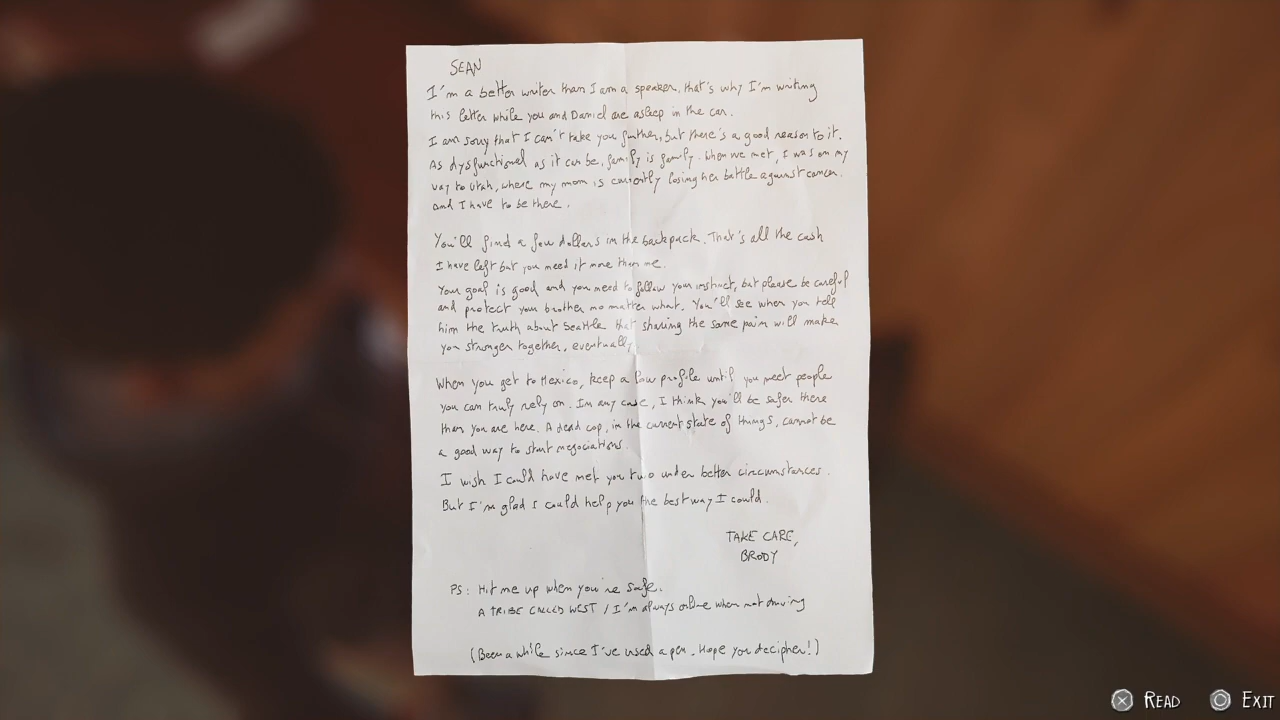 SEAN
I'm a better writer than I am a speaker, that's why I'm writing
this letter while you and Daniel are asleep in the car.
I am sorry that I can't take you further, but there's a good reason to it.
As dysfunctional as it can be, family is family. When we met, I was on my
way to Utah, where my mom is currently losing her battle against cancer.
and I have to be there.
You'll find a few dollars in the backpack. That's all the cash
I have left but you need it more than me.
Your goal is good and you need to follow your instinct, but please be careful
and protect your brother no matter what. You'll see when you tell
him the truth about Seattle that sharing the same pain will make
you stronger together, eventually.
When you get to Mexico, keep a low profile until you meet people
you can truly rely on. In any case, I think you'll be safer there
than you are here. A dead cop, in the current state of things, cannot be
a good way to start negociations.
I wish I could have met you two under better circumstances.
But I'm glad I could help you the best way I could.
TAKE CARE,
BRODY
PS: Hit me up when you're safe.
A TRIBE CALLED WEST / I'm always online when not driving
(Been a while since I've used a pen. Hope you decipher!)
READ EXIT